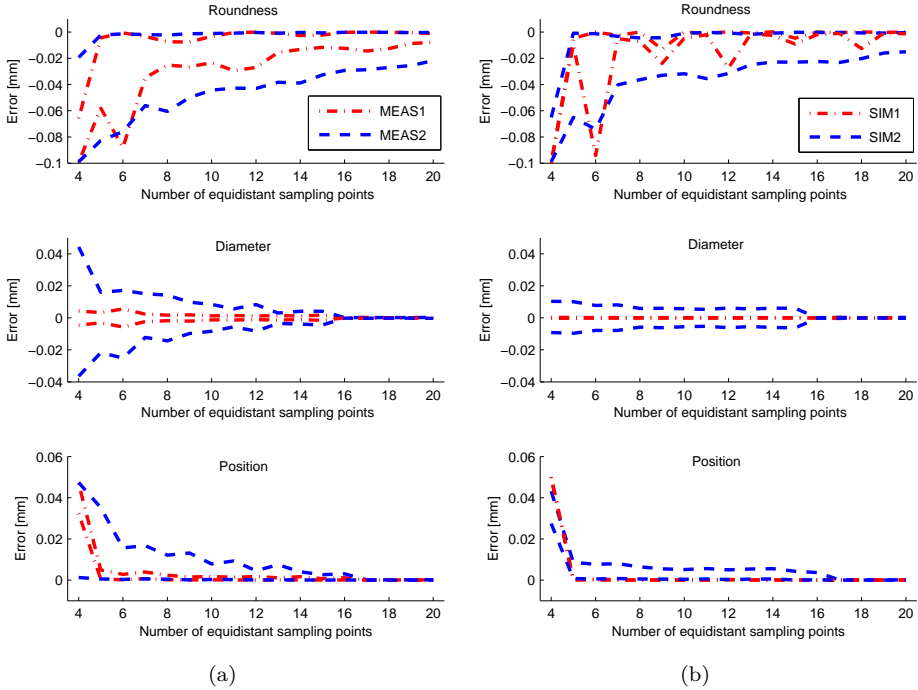 Roundness
0
−0.02
−0.04
−0.06
−0.08
−0.1
Error [mm]
MEAS1
MEAS2
4 6 8 10 12 14 16 18 20
Number of equidistant sampling points
Diameter
0.04
0.02
0
−0.02
−0.04
Error [mm]
4 6 8 10 12 14 16 18 20
Number of equidistant sampling points
Position
0.06
0.04
0.02
0
Error [mm]
4 6 8 10 12 14 16 18 20
Number of equidistant sampling points
(a)
Roundness
0
−0.02
−0.04
−0.06
−0.08
−0.1
Error [mm]
SIM1
SIM2
4 6 8 10 12 14 16 18 20
Number of equidistant sampling points
Diameter
0.04
0.02
0
−0.02
−0.04
Error [mm]
4 6 8 10 12 14 16 18 20
Number of equidistant sampling points
Position
0.06
0.04
0.02
0
Error [mm]
4 6 8 10 12 14 16 18 20
Number of equidistant sampling points
(b)